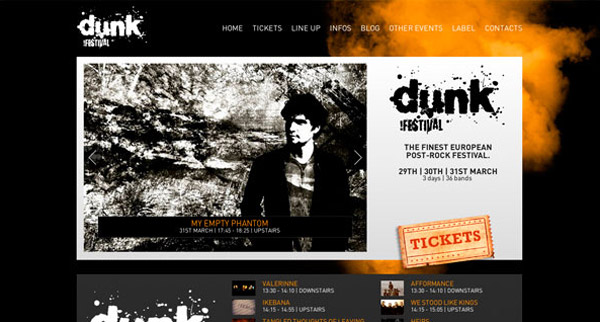 dunk
!FESTIVAL
HOME TICKETS LINE UP INFOS BLOG OTHER EVENTS LABEL CONTACTS
dunk
!FESTIVAL
THE FINEST EUROPEAN
POST-ROCK FESTIVAL.
29TH | 30TH | 31ST MARCH
3 days | 36 bands
MY EMPTY PHANTOM
31ST MARCH | 17:45 - 18:25 | UPSTAIRS
TICKETS
dunk
VALERINNE
13:30 - 14:10 | DOWNSTAIRS
IKEBANA
14:15 - 14:55 | UPSTAIRS
TANGLED THOUGHTS OF LEAVING
AFFORMANCE
13:30 - 14:10 | DOWNSTAIRS
WE STOOD LIKE KINGS
14:15 - 15:05 | UPSTAIRS
HEIRS